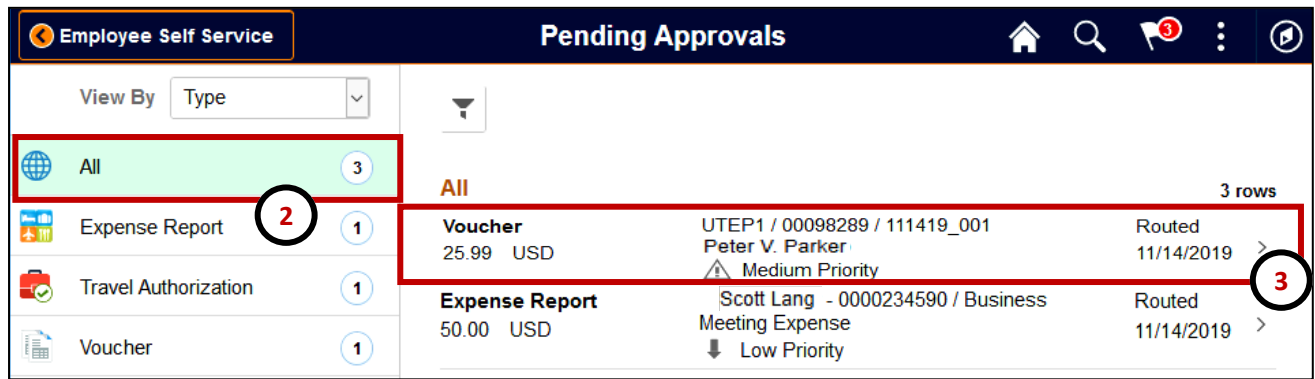 Employee Self Service
Pending Approvals
3
View By Type
All 3
2
Expense Report 1
Travel Authorization 1
Voucher 1
All
3 rows
Voucher UTEP1 / 00098289 / 111419_001 Routed
25.99 USD Peter V. Parker 11/14/2019
Medium Priority
3
Expense Report Scott Lang - 0000234590 / Business Routed
50.00 USD Meeting Expense 11/14/2019
Low Priority